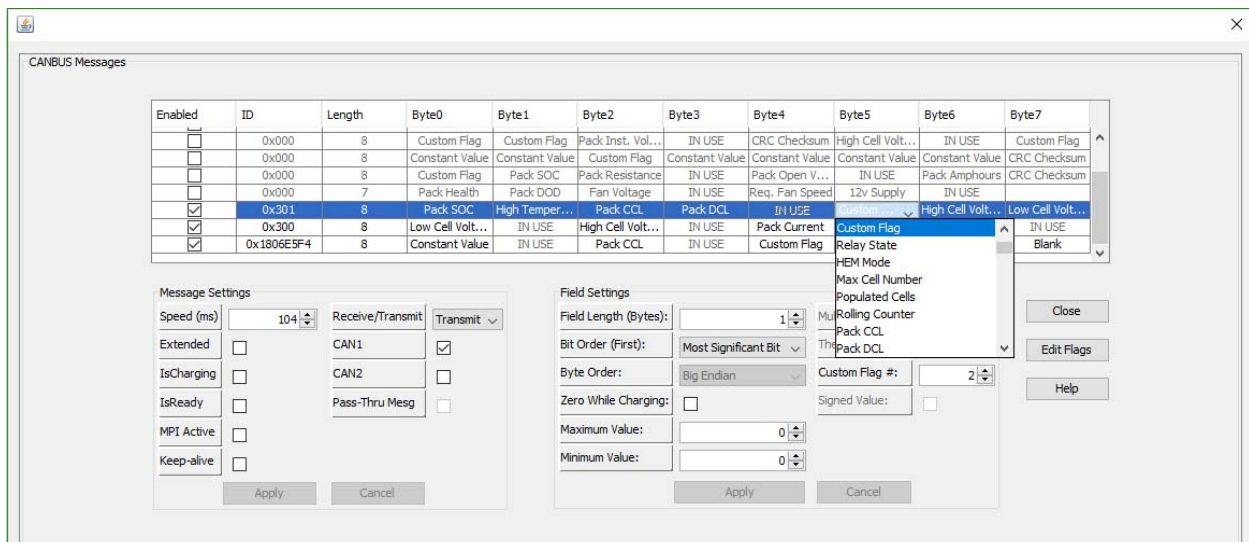 CANBUS Messages
Enabled ID Length Byte0 Byte1 Byte2 Byte3 Byte4 Byte5 Byte6 Byte7
0x000 8 Custom Flag Custom Flag Pack Inst. Vol... IN USE CRC Checksum High Cell Volt... IN USE Custom Flag
0x000 8 Constant Value Constant Value Custom Flag Constant Value Constant Value Constant Value Constant Value CRC Checksum
0x000 8 Custom Flag Pack SOC Pack Resistance IN USE Pack Open V... IN USE Pack Amphours CRC Checksum
0x000 7 Pack Health Pack DOD Fan Voltage IN USE Req. Fan Speed 12v Supply IN USE
0x301 8 Pack SOC High Temper... Pack CCL Pack DCL IN USE Custom ... High Cell Volt... Low Cell Volt...
0x300 8 Low Cell Volt... IN USE High Cell Volt... IN USE Pack Current IN USE
0x1806E5F4 8 Constant Value IN USE Pack CCL IN USE Custom Flag Blank
Custom Flag
Relay State
HEM Mode
Max Cell Number
Populated Cells
Rolling Counter
Pack CCL
Pack DCL
Message Settings
Speed (ms) 104 Receive/Transmit Transmit
Extended CAN1
IsCharging CAN2
IsReady Pass-Thru Mesg
MPI Active
Keep-alive
Apply Cancel
Field Settings
Field Length (Bytes): 1
Bit Order (First): Most Significant Bit
Byte Order: Big Endian Custom Flag #: 2
Zero While Charging: Signed Value:
Maximum Value: 0
Minimum Value: 0
Apply Cancel
Close
Edit Flags
Help